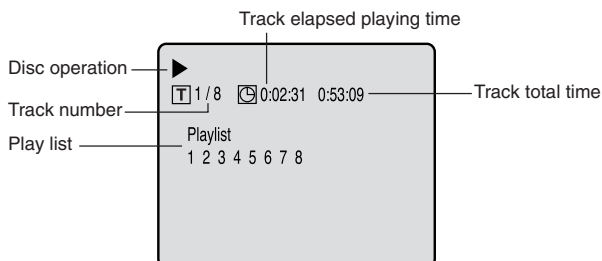 Track elapsed playing time
Disc operation
T 1 / 8 0:02:31 0:53:09
Track total time
Track number
Play list
Playlist
1 2 3 4 5 6 7 8